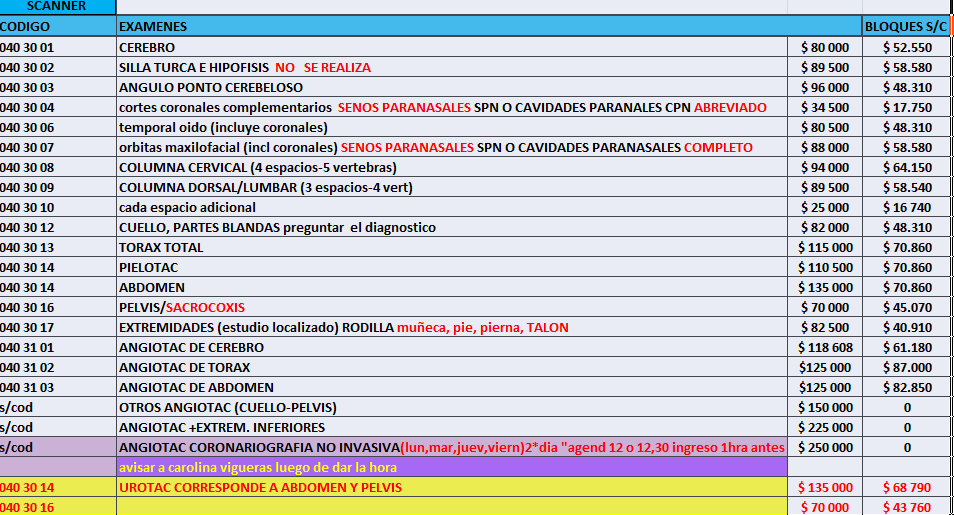 SCANNER
CODIGO EXAMENES BLOQUES S/C
040 30 01 CEREBRO $ 80 000 $ 52.550
040 30 02 SILLA TURCA E HIPOFISIS NO SE REALIZA $ 89 500 $ 58.580
040 30 03 ANGULO PONTO CEREBELOSO $ 96 000 $ 48.310
040 30 04 cortes coronales complementarios SENOS PARANASALES SPN O CAVIDADES PARANALES CPN ABREVIADO $ 34 500 $ 17.750
040 30 06 temporal oido (incluye coronales) $ 80 500 $ 48.310
040 30 07 orbitas maxilofacial (incl coronales) SENOS PARANASALES SPN O CAVIDADES PARANASALES COMPLETO $ 88 000 $ 58.580
040 30 08 COLUMNA CERVICAL (4 espacios-5 vertebras) $ 94 000 $ 64.150
040 30 09 COLUMNA DORSAL/LUMBAR (3 espacios-4 vert) $ 89 500 $ 58.540
040 30 10 cada espacio adicional $ 25 000 $ 16 740
040 30 12 CUELLO, PARTES BLANDAS preguntar el diagnostico $ 82 000 $ 48.310
040 30 13 TORAX TOTAL $ 115 000 $ 70.860
040 30 14 PIELOTAC $ 110 500 $ 70.860
040 30 14 ABDOMEN $ 135 000 $ 70.860
040 30 16 PELVIS/SACROCOXIS $ 70 000 $ 45.070
040 30 17 EXTREMIDADES (estudio localizado) RODILLA muñeca, pie, pierna, TALON $ 82 500 $ 40.910
040 31 01 ANGIOTAC DE CEREBRO $ 118 608 $ 61.180
040 31 02 ANGIOTAC DE TORAX $125 000 $ 87.000
040 31 03 ANGIOTAC DE ABDOMEN $125 000 $ 82.850
s/cod OTROS ANGIOTAC (CUELLO-PELVIS) $ 150 000 0
s/cod ANGIOTAC +EXTREM. INFERIORES $ 225 000 0
s/cod ANGIOTAC CORONARIOGRAFIA NO INVASIVA(lun,mar,juev,viern)2*dia "agend 12 o 12,30 ingreso 1hra antes $ 250 000 0
avisar a carolina vigueras luego de dar la hora
040 30 14 UROTAC CORRESPONDE A ABDOMEN Y PELVIS $ 135 000 $ 68 790
040 30 16 $ 70 000 $ 43 760